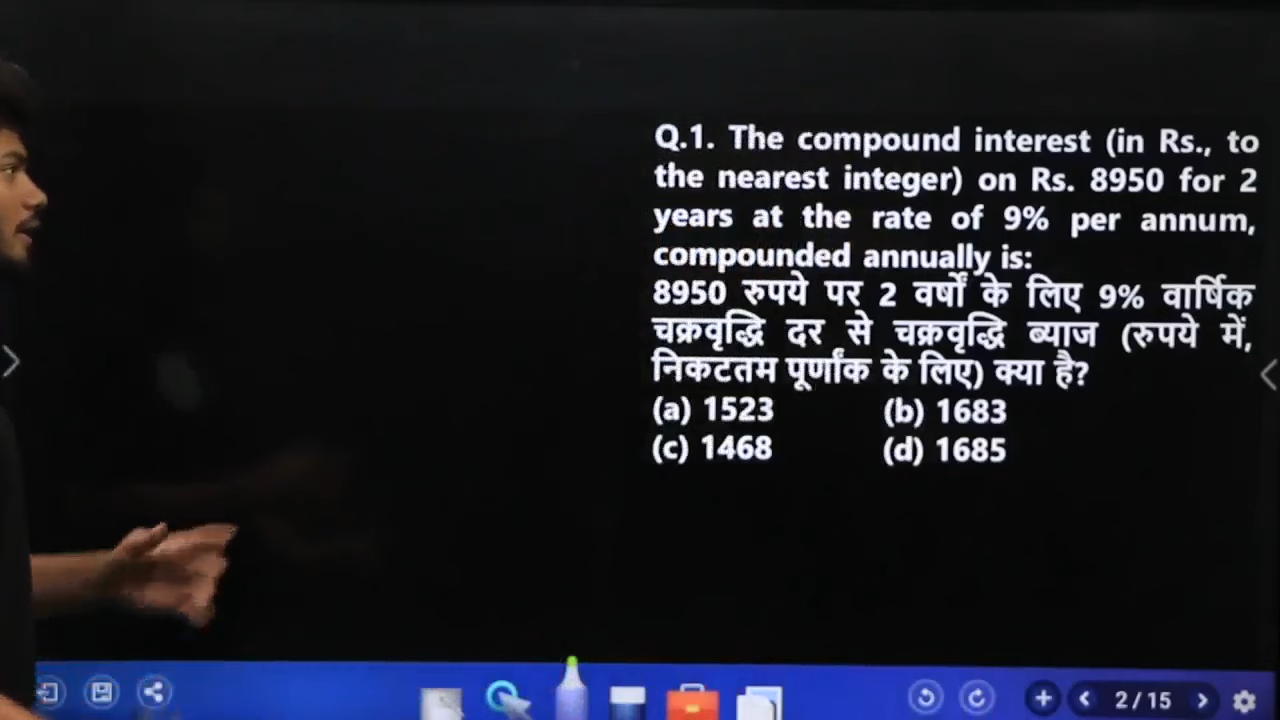 Q.1. The compound interest (in Rs., to
the nearest integer) on Rs. 8950 for 2
years at the rate of 9% per annum,
compounded annually is:
8950 रुपये पर 2 वर्षों के लिए 9% वार्षिक
चक्रवृद्धि दर से चक्रवृद्धि ब्याज (रुपये में,
निकटतम पूर्णांक के लिए) क्या है?
(a) 1523 (b) 1683
(c) 1468 (d) 1685
2 / 15